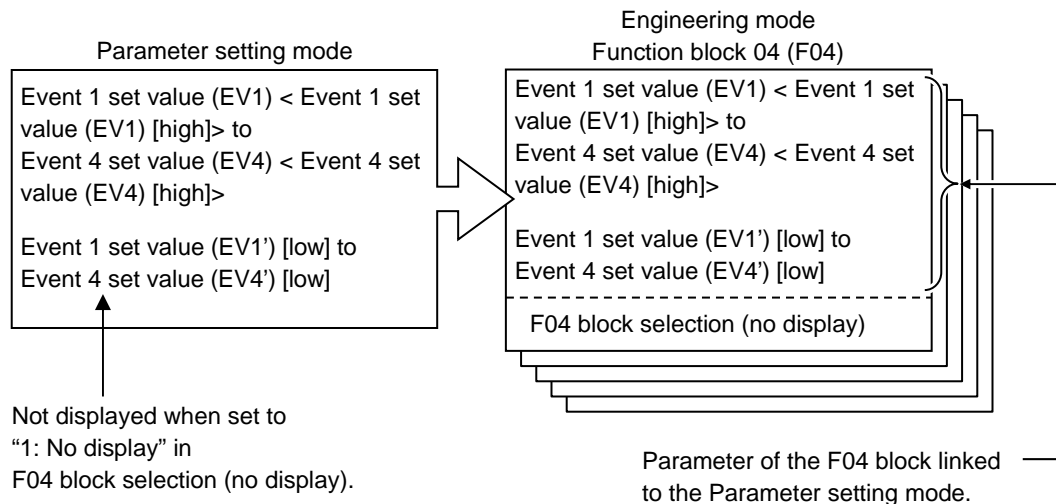 Parameter setting mode
Event 1 set value (EV1) < Event 1 set
value (EV1) [high]> to
Event 4 set value (EV4) < Event 4 set
value (EV4) [high]>
Event 1 set value (EV1') [low] to
Event 4 set value (EV4') [low]
Not displayed when set to
“1: No display” in
F04 block selection (no display).
Engineering mode
Function block 04 (F04)
Event 1 set value (EV1) < Event 1 set
value (EV1) [high]> to
Event 4 set value (EV4) < Event 4 set
value (EV4) [high]>
Event 1 set value (EV1') [low] to
Event 4 set value (EV4') [low]
F04 block selection (no display)
Parameter of the F04 block linked
to the Parameter setting mode.